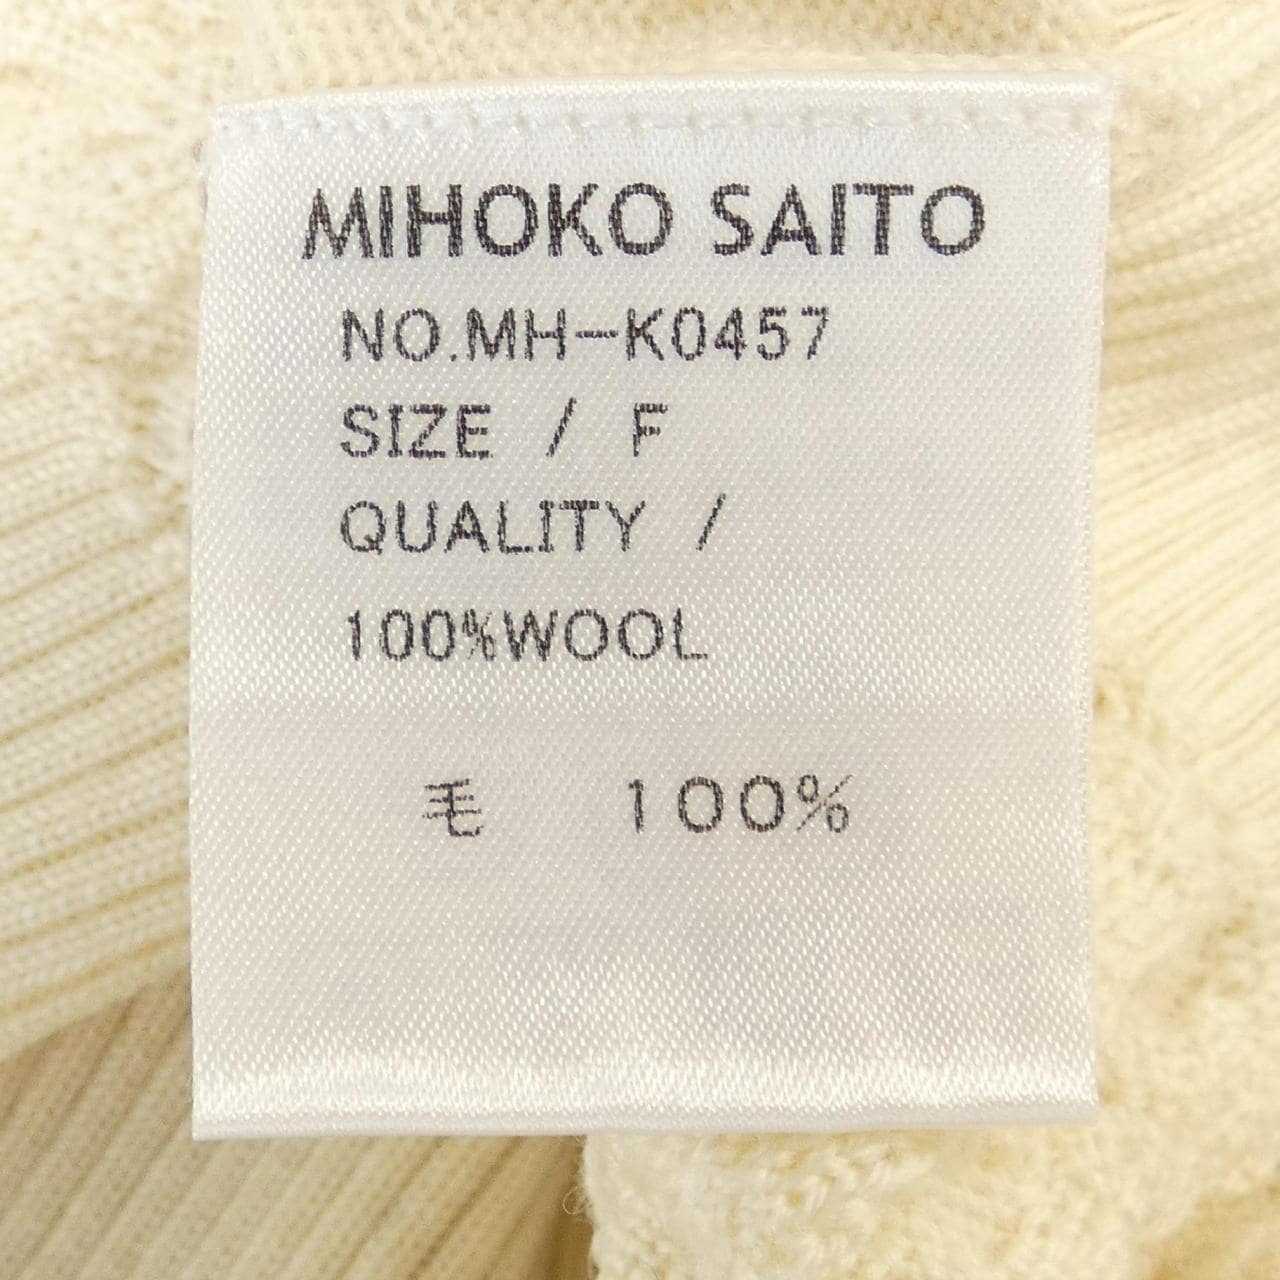 MIHOKO SAITO
NO.MH-K0457
SIZE / F
QUALITY /
100%WOOL
毛 100%